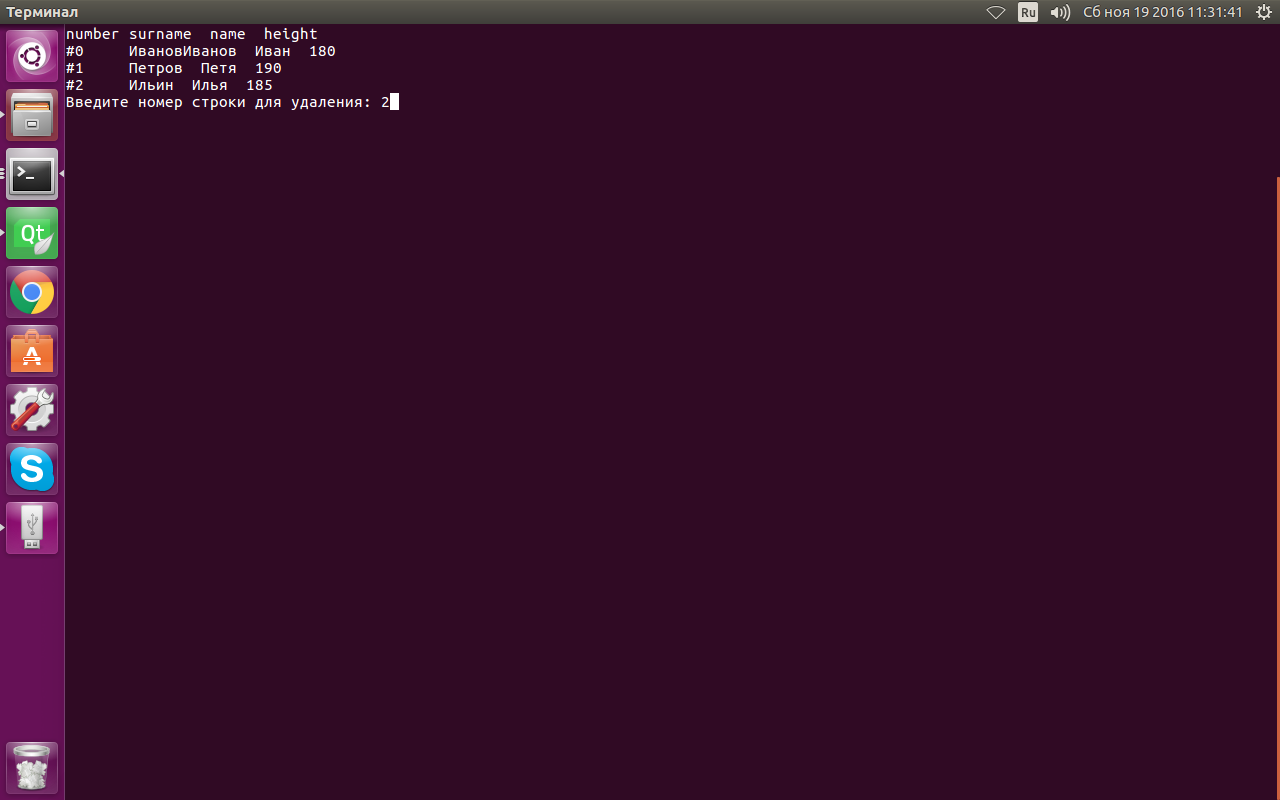 Терминал
Ru
Сб ноя 19 2016 11:31:41
number surname  name  height
#0     ИвановИванов  Иван  180
#1     Петров  Петя  190
#2     Ильин  Илья  185
Введите номер строки для удаления: 2
Qt
A
S